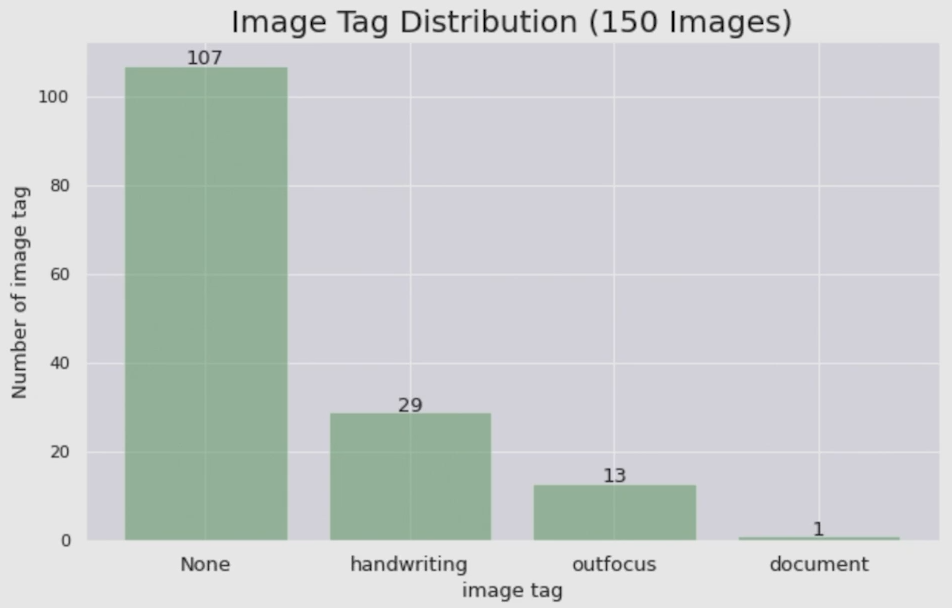 Image Tag Distribution (150 Images)
107
100
80
60
40
20
0
Number of image tag
29
13
1
None handwriting outfocus document
image tag